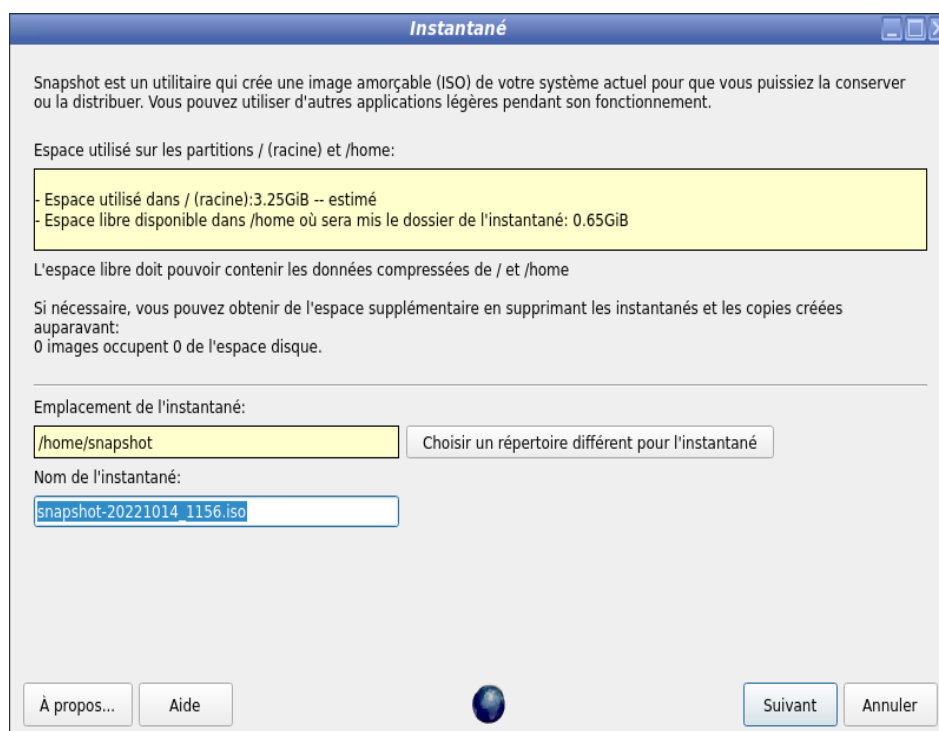 Instantané
Snapshot est un utilitaire qui crée une image amorçable (ISO) de votre système actuel pour que vous puissiez la conserver
ou la distribuer. Vous pouvez utiliser d'autres applications légères pendant son fonctionnement.
Espace utilisé sur les partitions / (racine) et /home:
- Espace utilisé dans / (racine):3.25GiB -- estimé
- Espace libre disponible dans /home où sera mis le dossier de l'instantané: 0.65GiB
L'espace libre doit pouvoir contenir les données compressées de / et /home
Si nécessaire, vous pouvez obtenir de l'espace supplémentaire en supprimant les instantanés et les copies créées
auparavant:
0 images occupent 0 de l'espace disque.
Emplacement de l'instantané:
/home/snapshot Choisir un répertoire différent pour l'instantané
Nom de l'instantané:
snapshot-20221014_1156.iso
À propos... Aide Suivant Annuler